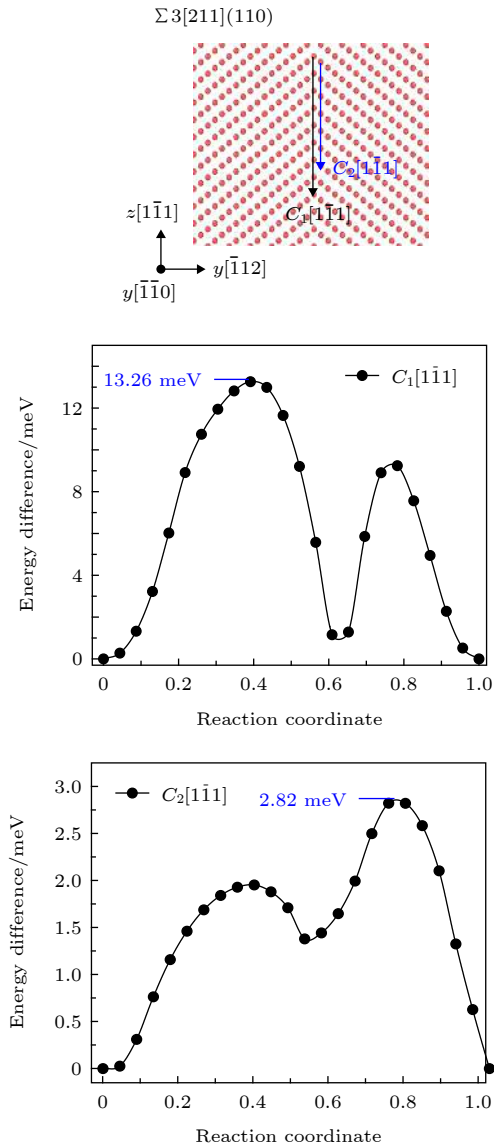 Σ3[211](110)
C₂[11̄1]
C₁[11̄1]
z[11̄1]
y[1̄12]
y[1̄1̄0]
13.26 meV
C₁[11̄1]
12
8
4
0
Energy difference/meV
0 0.2 0.4 0.6 0.8 1.0
Reaction coordinate
C₂[11̄1]
2.82 meV
3.0
2.5
2.0
1.5
1.0
0.5
0
Energy difference/meV
0 0.2 0.4 0.6 0.8 1.0
Reaction coordinate